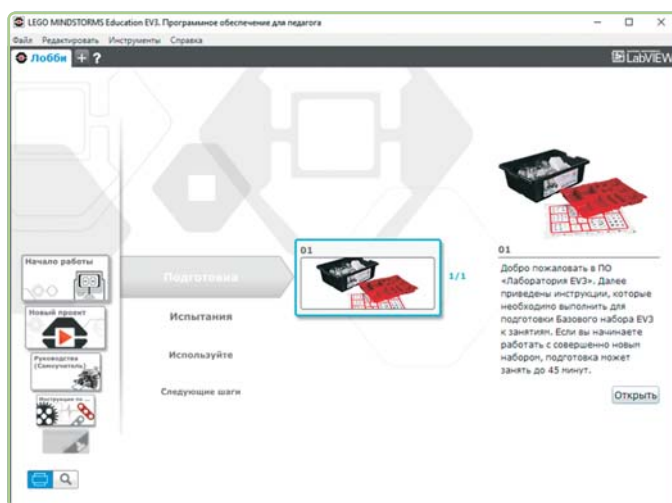 LEGO MINDSTORMS Education EV3. Программное обеспечение для педагога
Файл Редактировать Инструменты Справка
Лобби + ?
LabVIEW
Начало работы
Новый проект
Руководства
(Самоучитель)
Инструкции по ...
Подготовка
Испытания
Используйте
Следующие шаги
01
1/1
01
Добро пожаловать в ПО
«Лаборатория EV3». Далее
приведены инструкции, которые
необходимо выполнить для
подготовки Базового набора EV3
к занятиям. Если вы начинаете
работать с совершенно новым
набором, подготовка может
занять до 45 минут.
Открыть